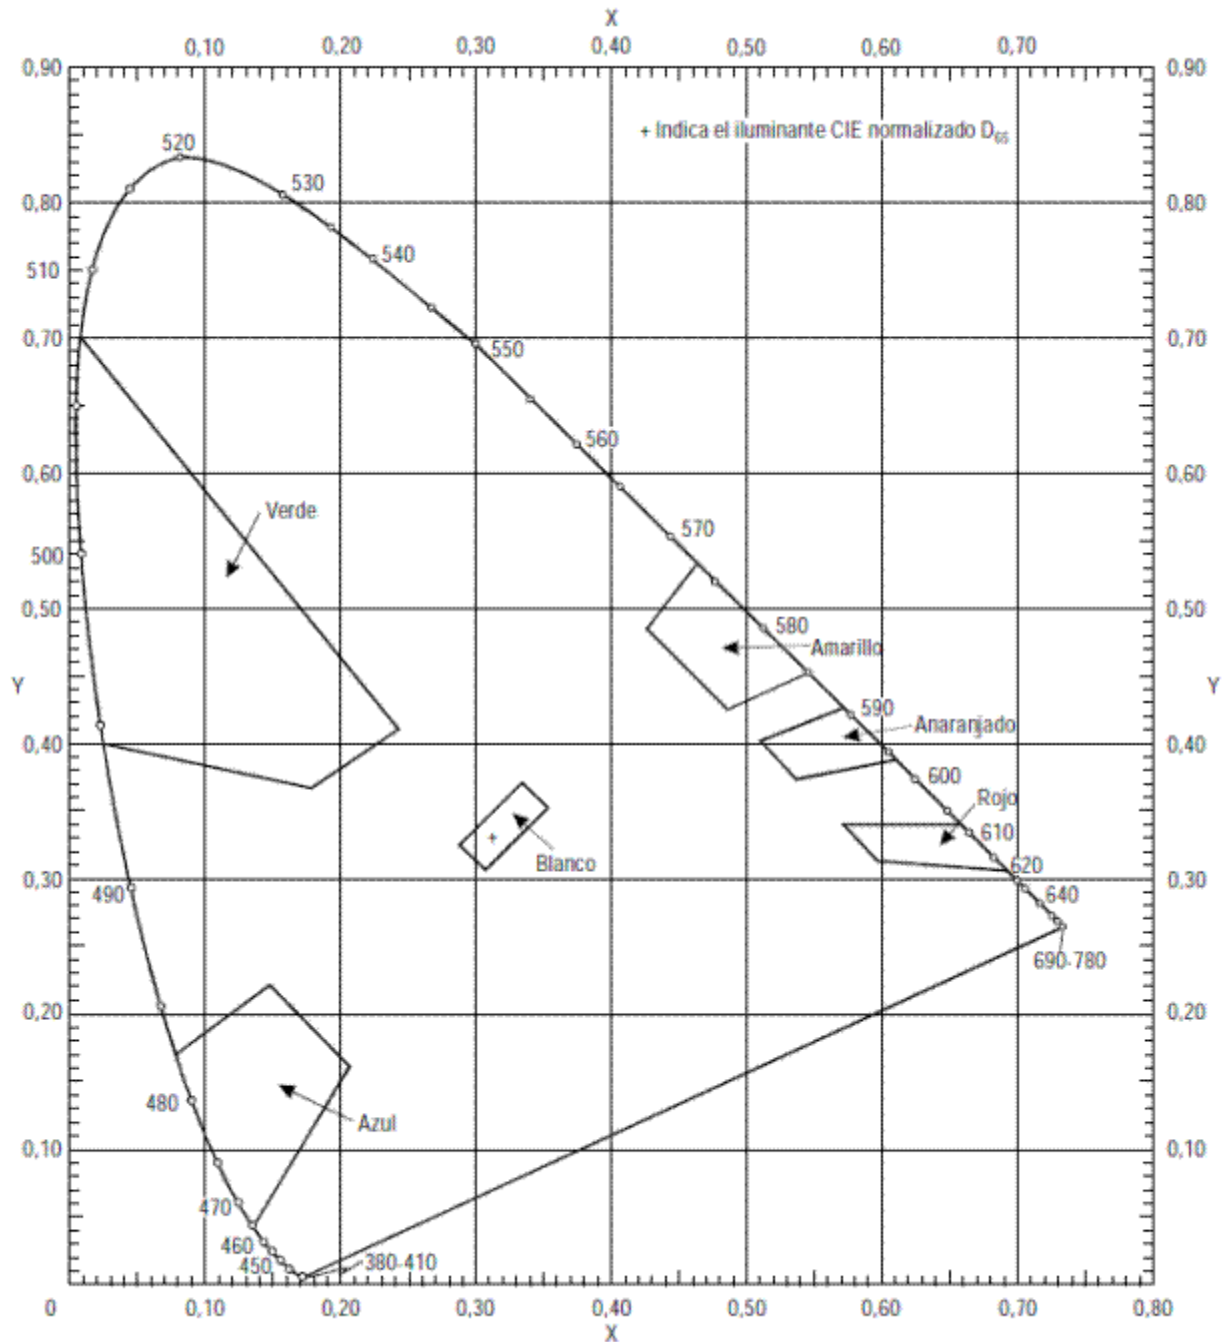 X
0,10 0,20 0,30 0,40 0,50 0,60 0,70
0,90 0,90
+ Indica el iluminante CIE normalizado D65
520
530
0,80 0,80
540
510
0,70 0,70
550
560
0,60 0,60
Verde
570
500
0,50 0,50
580
Amarillo
Y Y
590
Anaranjado
0,40 0,40
600
Rojo
610
Blanco
620
0,30 0,30
490
640
690-780
0,20 0,20
480
Azul
0,10 0,10
470
460
450
380-410
0 0,10 0,20 0,30 0,40 0,50 0,60 0,70 0,80
X